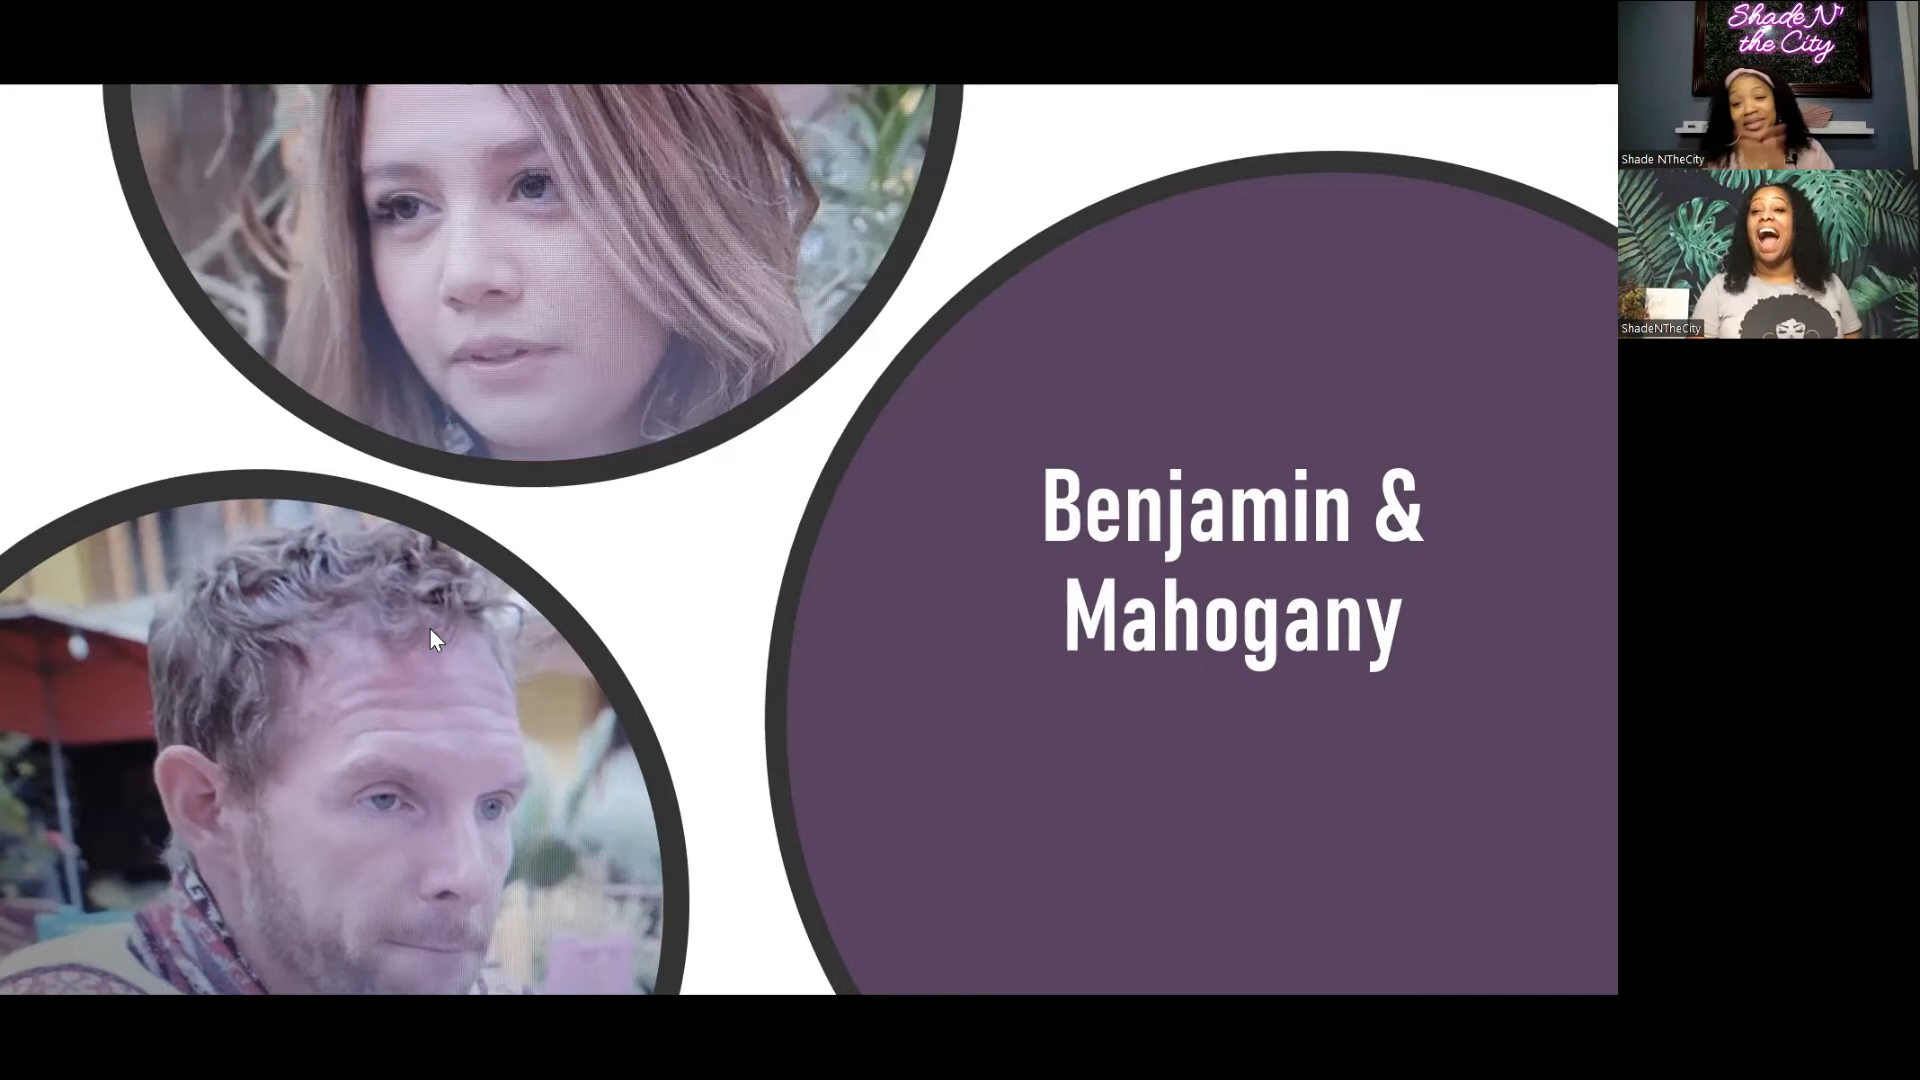 Benjamin &
Mahogany
Shade N'
the City
Shade NTheCity
ShadeNTheCity